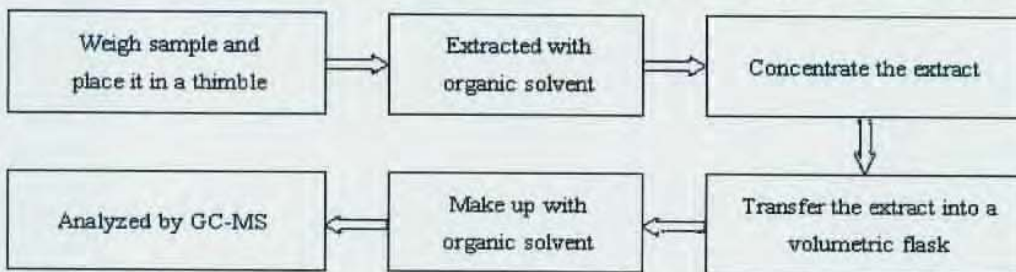 Weigh sample and
place it in a thimble
Extracted with
organic solvent
Concentrate the extract
Transfer the extract into a
volumetric flask
Make up with
organic solvent
Analyzed by GC-MS